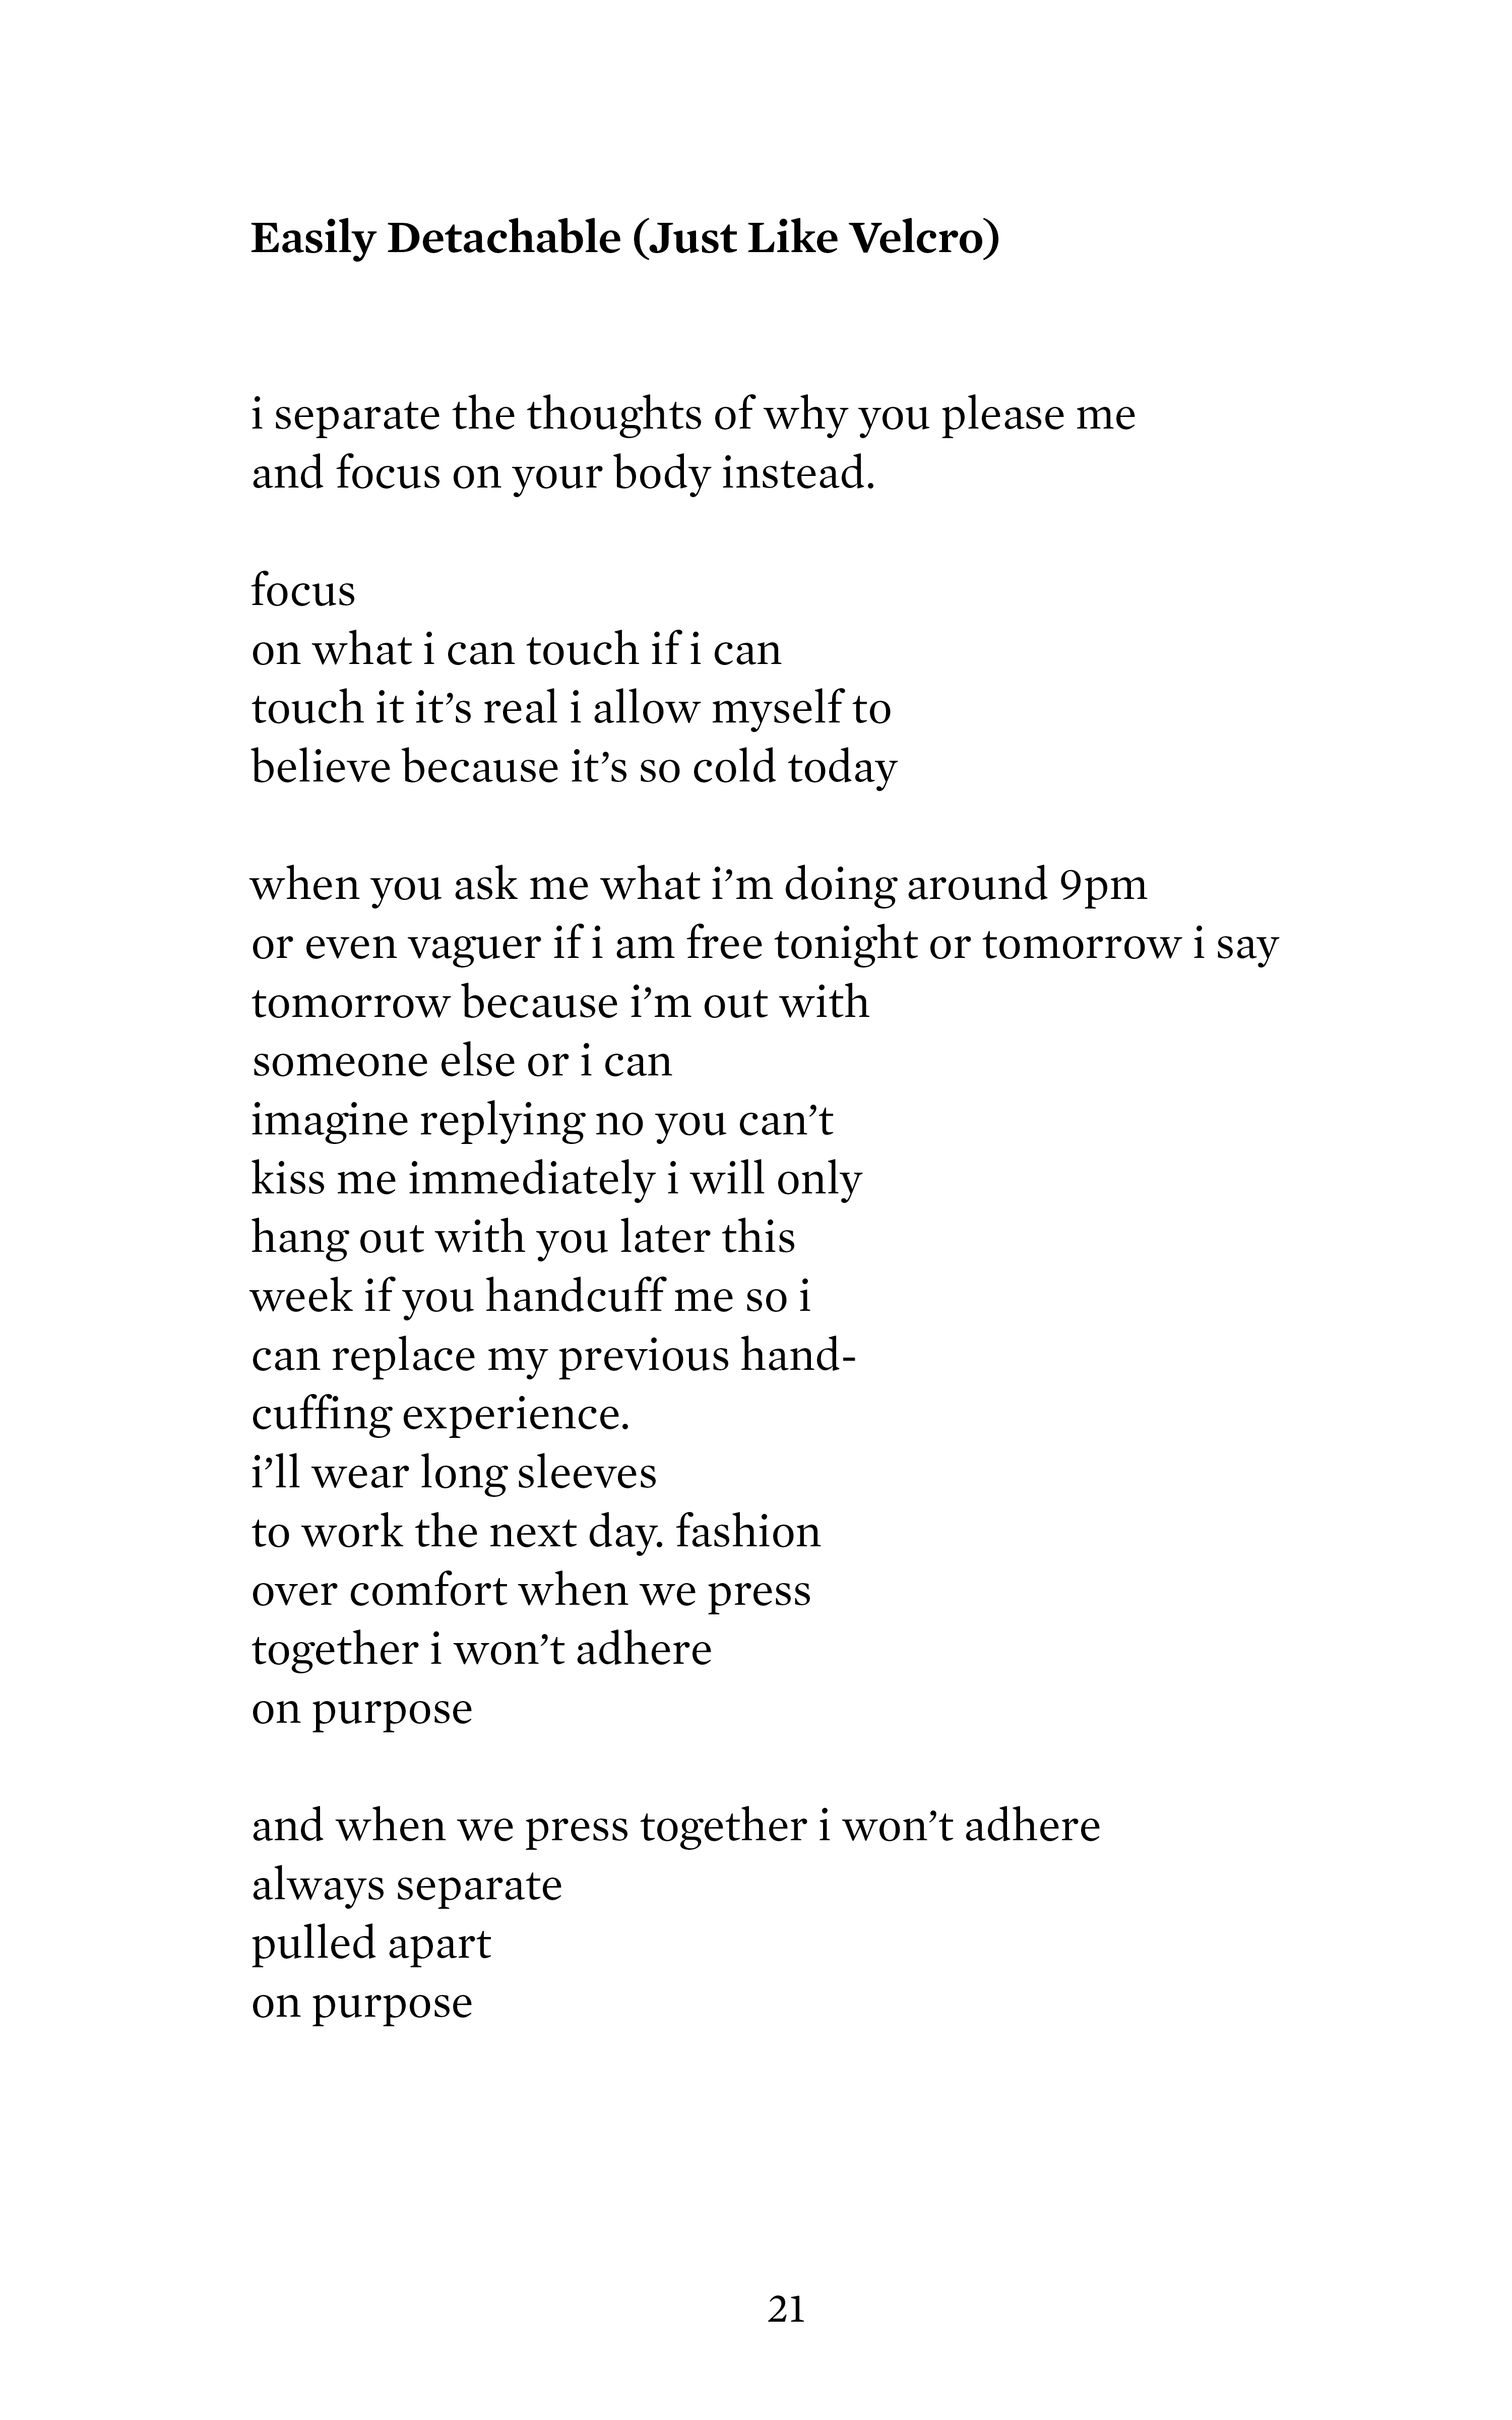 Easily Detachable (Just Like Velcro)
i separate the thoughts of why you please me
and focus on your body instead.
focus
on what i can touch if i can
touch it it’s real i allow myself to
believe because it’s so cold today
when you ask me what i’m doing around 9pm
or even vaguer if i am free tonight or tomorrow i say
tomorrow because i’m out with
someone else or i can
imagine replying no you can’t
kiss me immediately i will only
hang out with you later this
week if you handcuff me so i
can replace my previous hand-
cuffing experience.
i’ll wear long sleeves
to work the next day. fashion
over comfort when we press
together i won’t adhere
on purpose
and when we press together i won’t adhere
always separate
pulled apart
on purpose
21